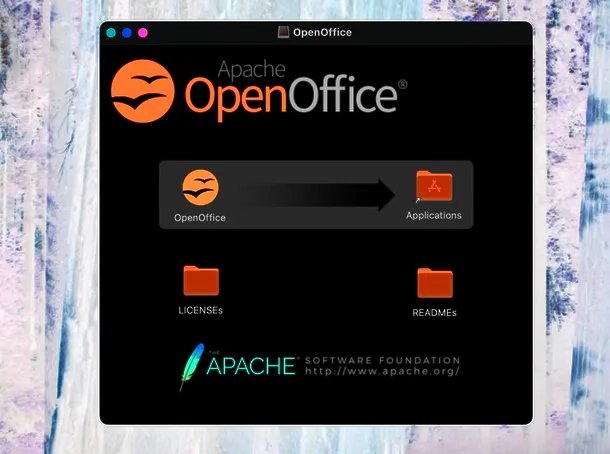 OpenOffice
Apache
OpenOffice®
OpenOffice
Applications
LICENSEs
READMEs
THE
APACHE® SOFTWARE FOUNDATION
http://www.apache.org/